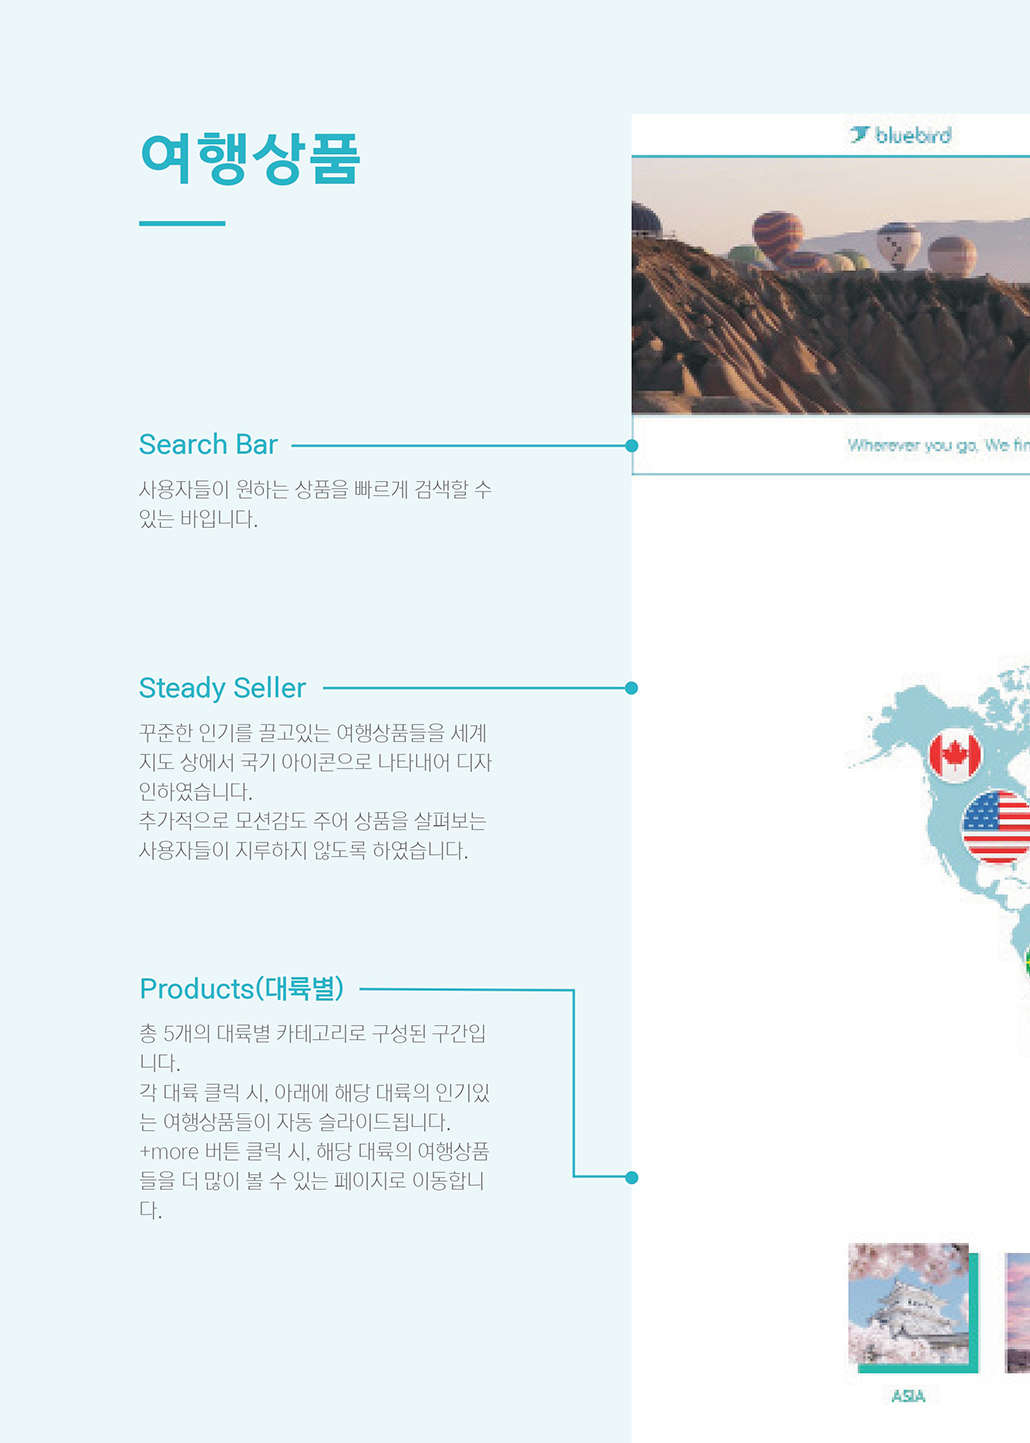 여행상품
bluebird
Wherever you go, We fin
Search Bar
사용자들이 원하는 상품을 빠르게 검색할 수
있는 바입니다.
Steady Seller
꾸준한 인기를 끌고있는 여행상품들을 세계
지도 상에서 국기 아이콘으로 나타내어 디자
인하였습니다.
추가적으로 모션감도 주어 상품을 살펴보는
사용자들이 지루하지 않도록 하였습니다.
Products(대륙별)
총 5개의 대륙별 카테고리로 구성된 구간입
니다.
각 대륙 클릭 시, 아래에 해당 대륙의 인기있
는 여행상품들이 자동 슬라이드됩니다.
+more 버튼 클릭 시, 해당 대륙의 여행상품
들을 더 많이 볼 수 있는 페이지로 이동합니
다.
ASIA